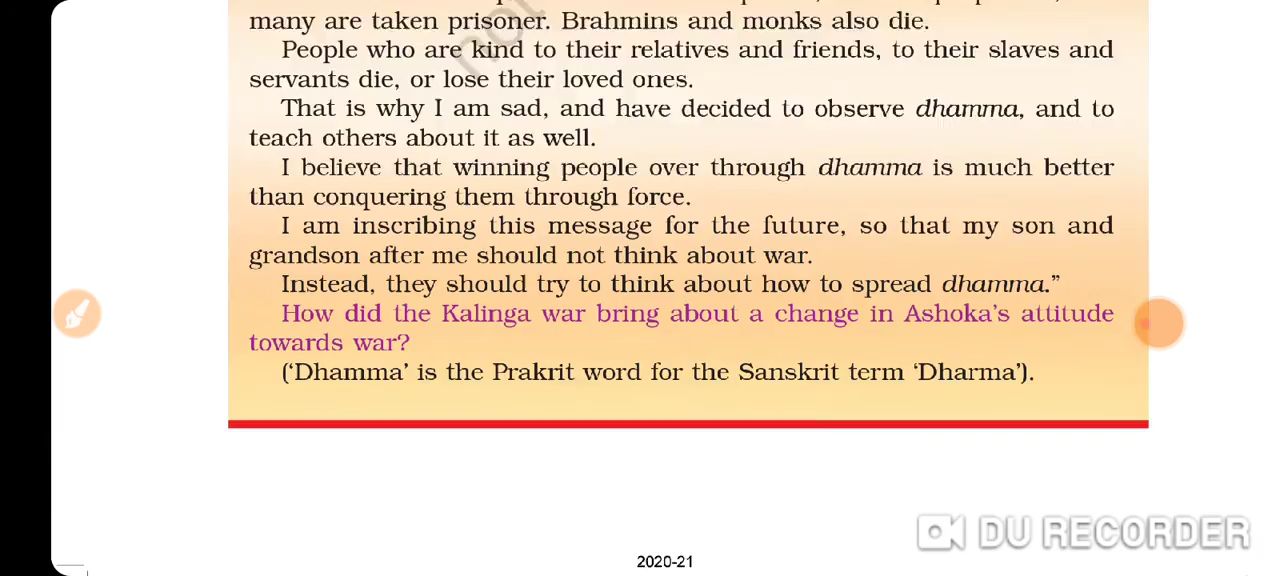 many are taken prisoner. Brahmins and monks also die.
People who are kind to their relatives and friends, to their slaves and
servants die, or lose their loved ones.
That is why I am sad, and have decided to observe dhamma, and to
teach others about it as well.
I believe that winning people over through dhamma is much better
than conquering them through force.
I am inscribing this message for the future, so that my son and
grandson after me should not think about war.
Instead, they should try to think about how to spread dhamma.”
How did the Kalinga war bring about a change in Ashoka’s attitude
towards war?
(‘Dhamma’ is the Prakrit word for the Sanskrit term ‘Dharma’).
DU RECORDER
2020-21